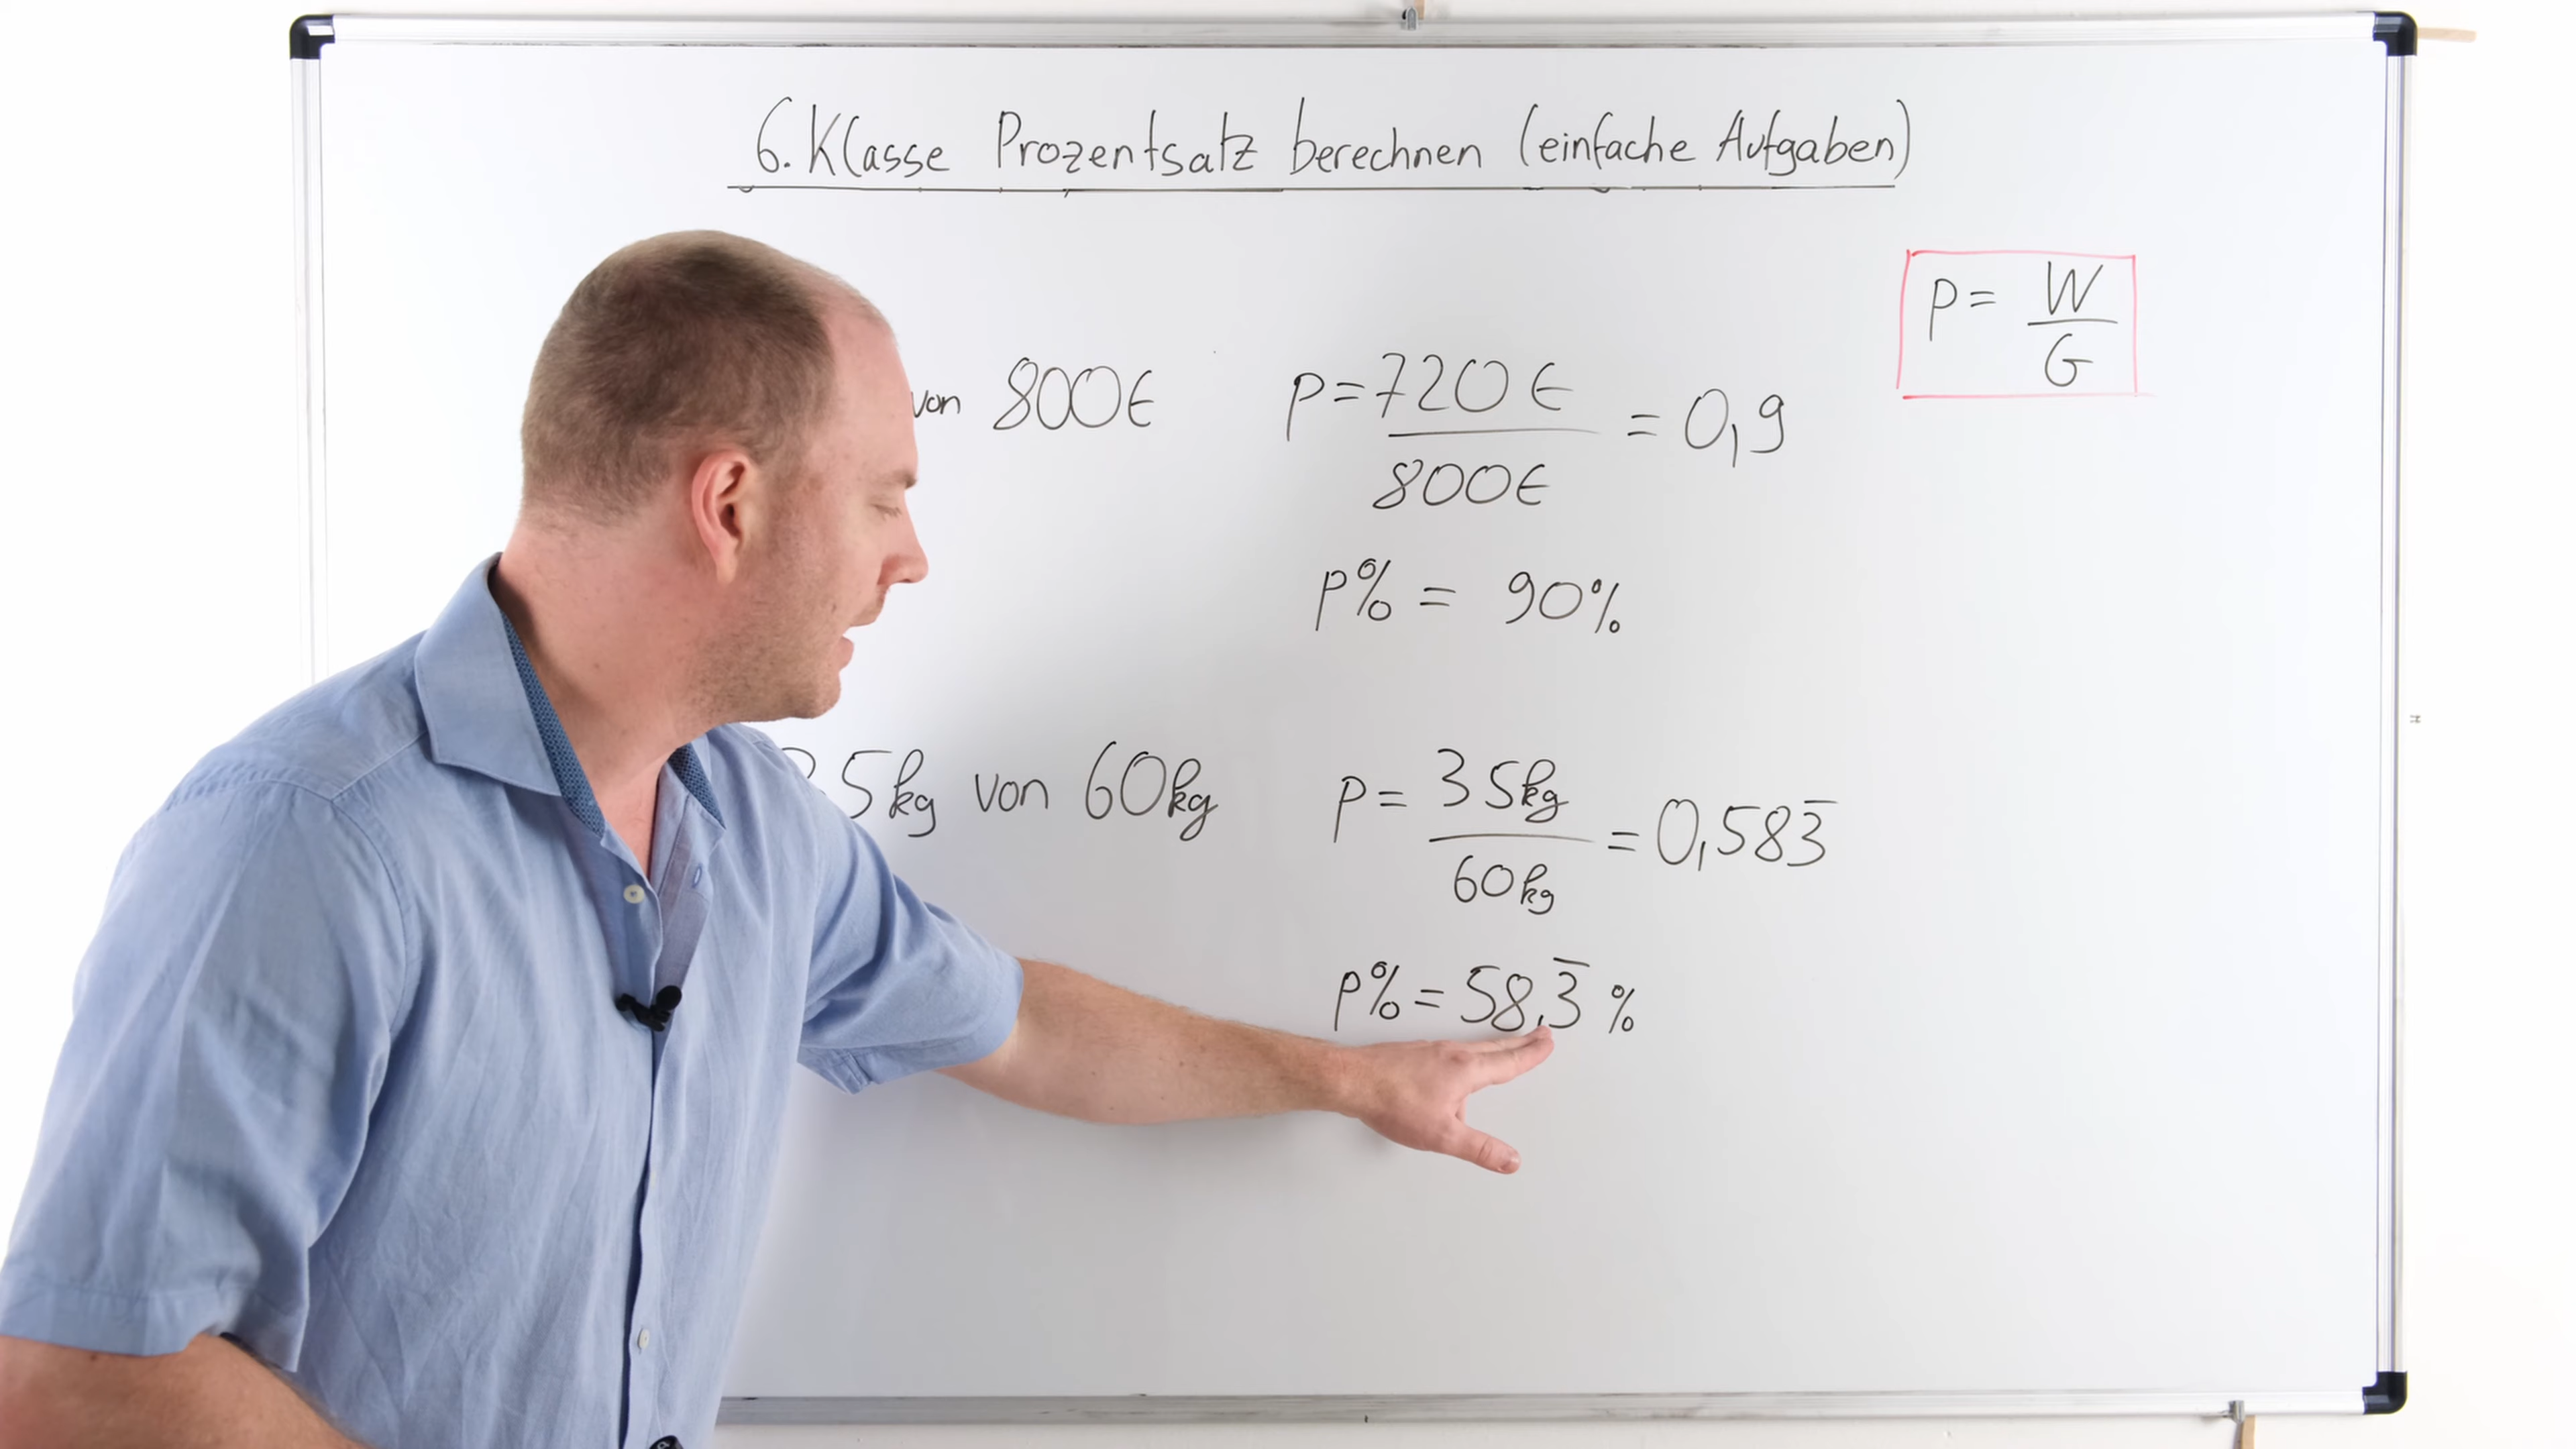 6. Klasse Prozentsatz berechnen (einfache Aufgaben)
p = W/G
von 800€ p = 720€/800€ = 0,9
p% = 90%
35kg von 60kg p = 35kg/60kg = 0,583̅
p% = 58,3̅ %